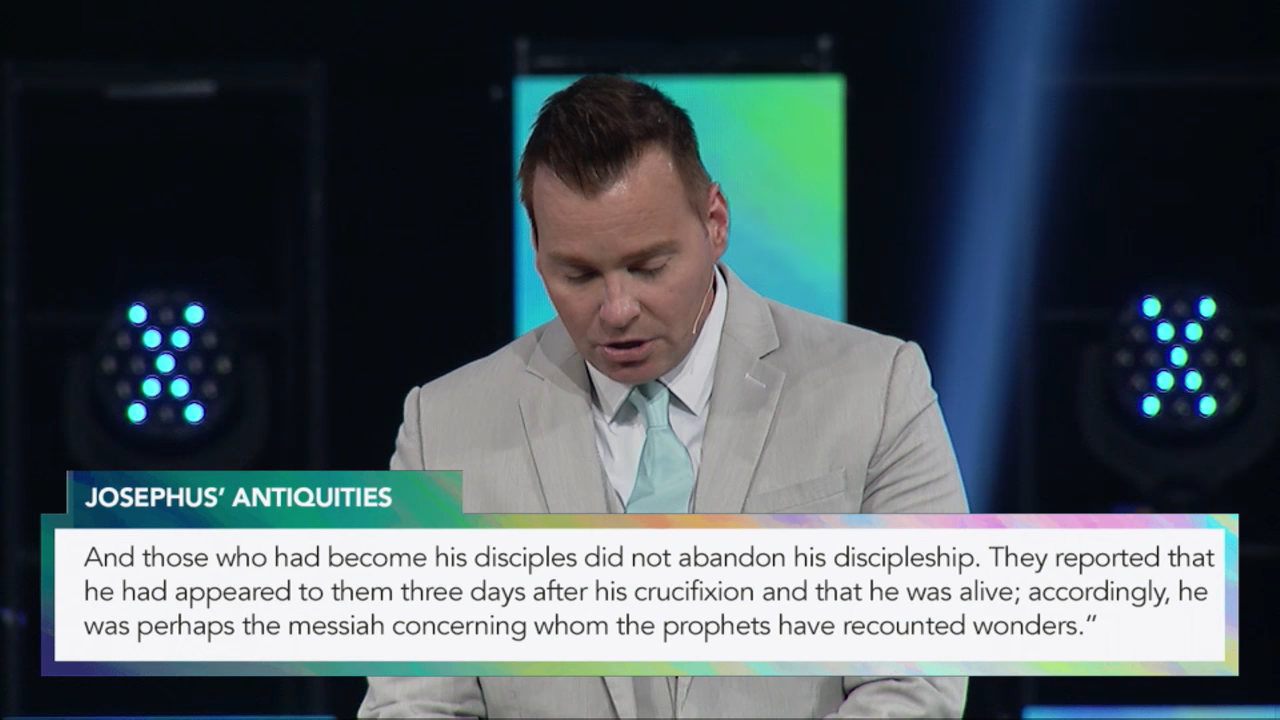 JOSEPHUS’ ANTIQUITIES
And those who had become his disciples did not abandon his discipleship. They reported that
he had appeared to them three days after his crucifixion and that he was alive; accordingly, he
was perhaps the messiah concerning whom the prophets have recounted wonders.”